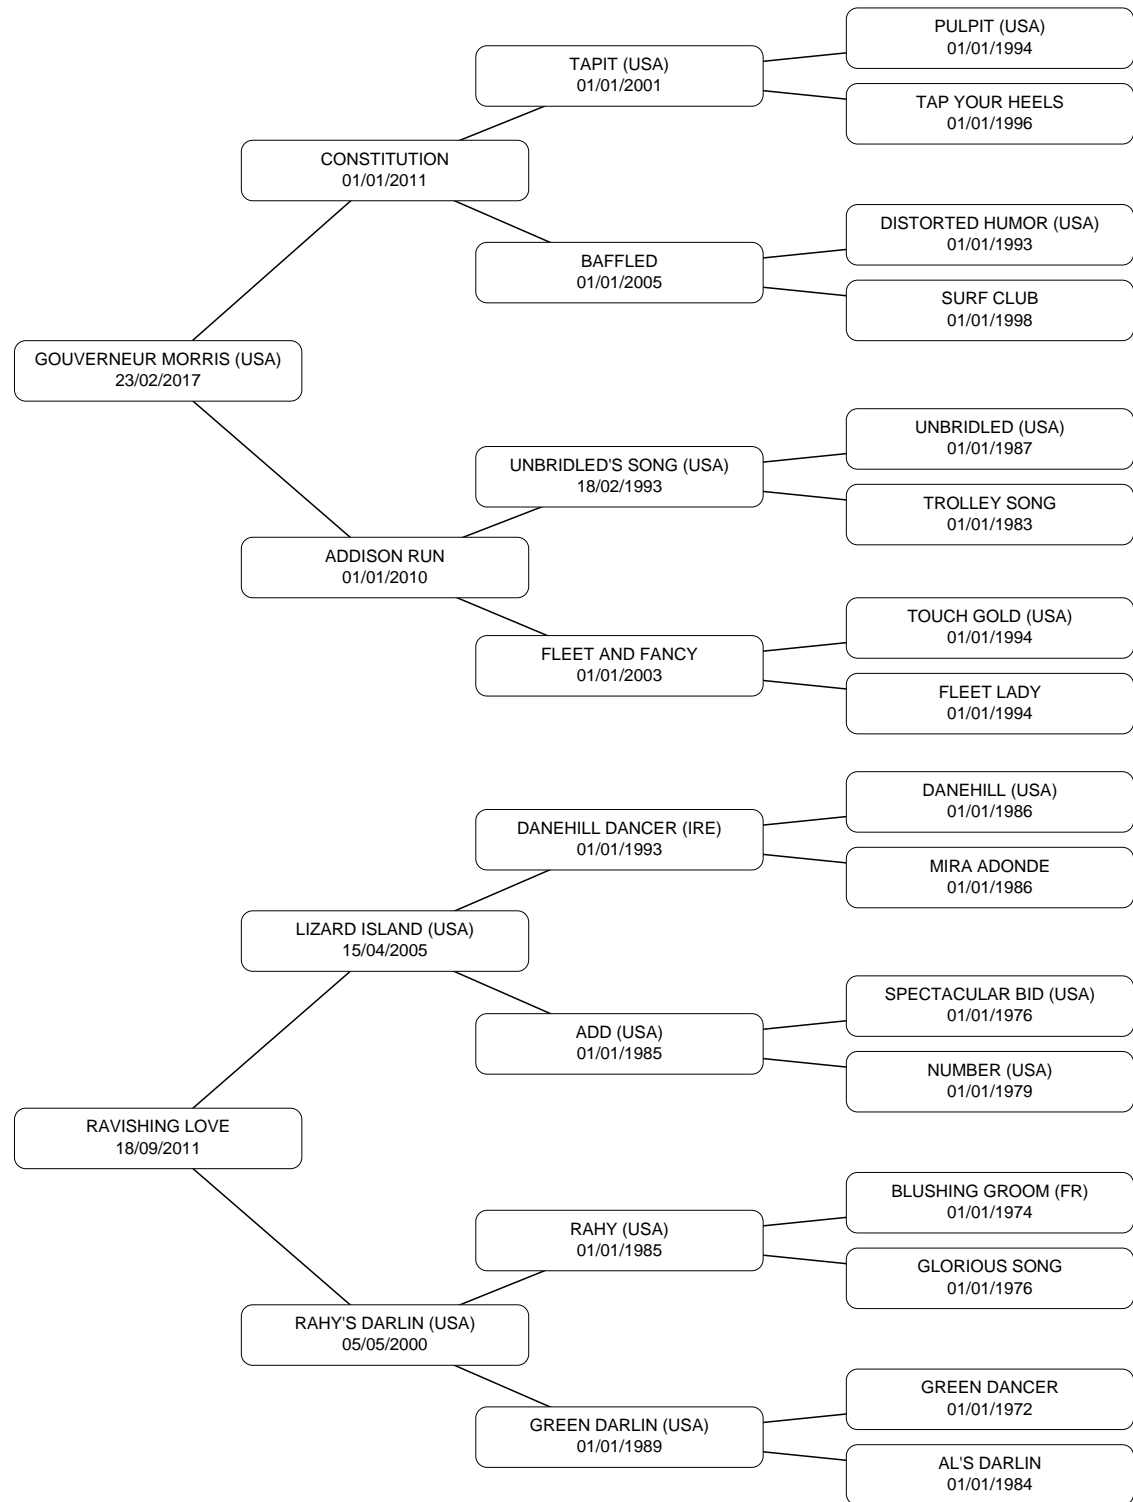 PULPIT (USA)
01/01/1994
TAPIT (USA)
01/01/2001
TAP YOUR HEELS
01/01/1996
CONSTITUTION
01/01/2011
DISTORTED HUMOR (USA)
01/01/1993
BAFFLED
01/01/2005
SURF CLUB
01/01/1998
GOUVERNEUR MORRIS (USA)
23/02/2017
UNBRIDLED (USA)
01/01/1987
UNBRIDLED'S SONG (USA)
18/02/1993
TROLLEY SONG
01/01/1983
ADDISON RUN
01/01/2010
TOUCH GOLD (USA)
01/01/1994
FLEET AND FANCY
01/01/2003
FLEET LADY
01/01/1994
DANEHILL (USA)
01/01/1986
DANEHILL DANCER (IRE)
01/01/1993
MIRA ADONDE
01/01/1986
LIZARD ISLAND (USA)
15/04/2005
SPECTACULAR BID (USA)
01/01/1976
ADD (USA)
01/01/1985
NUMBER (USA)
01/01/1979
RAVISHING LOVE
18/09/2011
BLUSHING GROOM (FR)
01/01/1974
RAHY (USA)
01/01/1985
GLORIOUS SONG
01/01/1976
RAHY'S DARLIN (USA)
05/05/2000
GREEN DANCER
01/01/1972
GREEN DARLIN (USA)
01/01/1989
AL'S DARLIN
01/01/1984